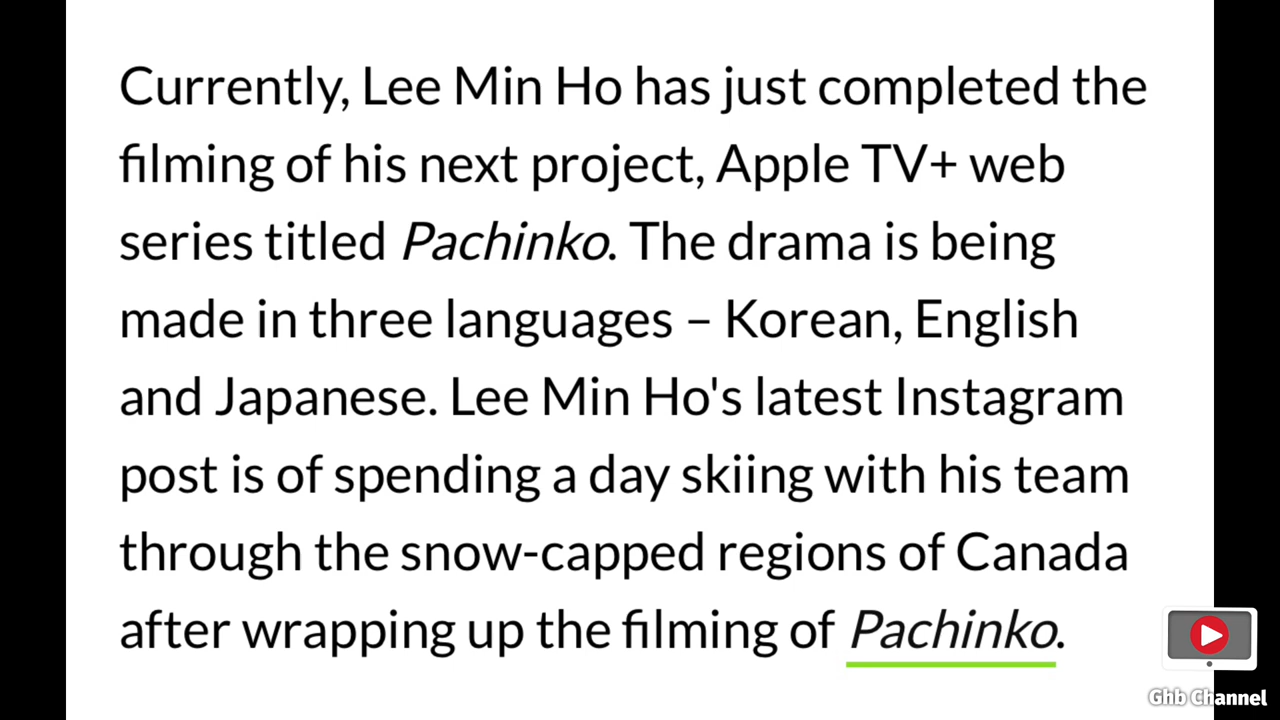 Currently, Lee Min Ho has just completed the
filming of his next project, Apple TV+ web
series titled Pachinko. The drama is being
made in three languages – Korean, English
and Japanese. Lee Min Ho's latest Instagram
post is of spending a day skiing with his team
through the snow-capped regions of Canada
after wrapping up the filming of Pachinko.
Ghb Channel